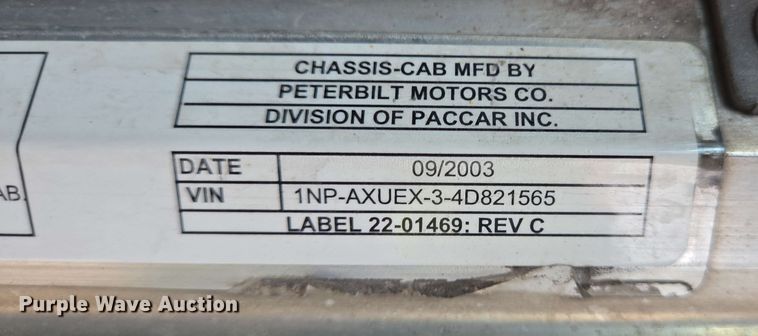 CHASSIS-CAB MFD BY
PETERBILT MOTORS CO.
DIVISION OF PACCAR INC.
DATE 09/2003
VIN 1NP-AXUEX-3-4D821565
LABEL 22-01469: REV C
AB.
Purple Wave Auction